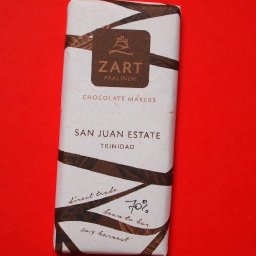 ZART
PRALINEN
CHOCOLATE MAKERS
SAN JUAN ESTATE
TRINIDAD
direct trade
70%
bean to bar
harvest